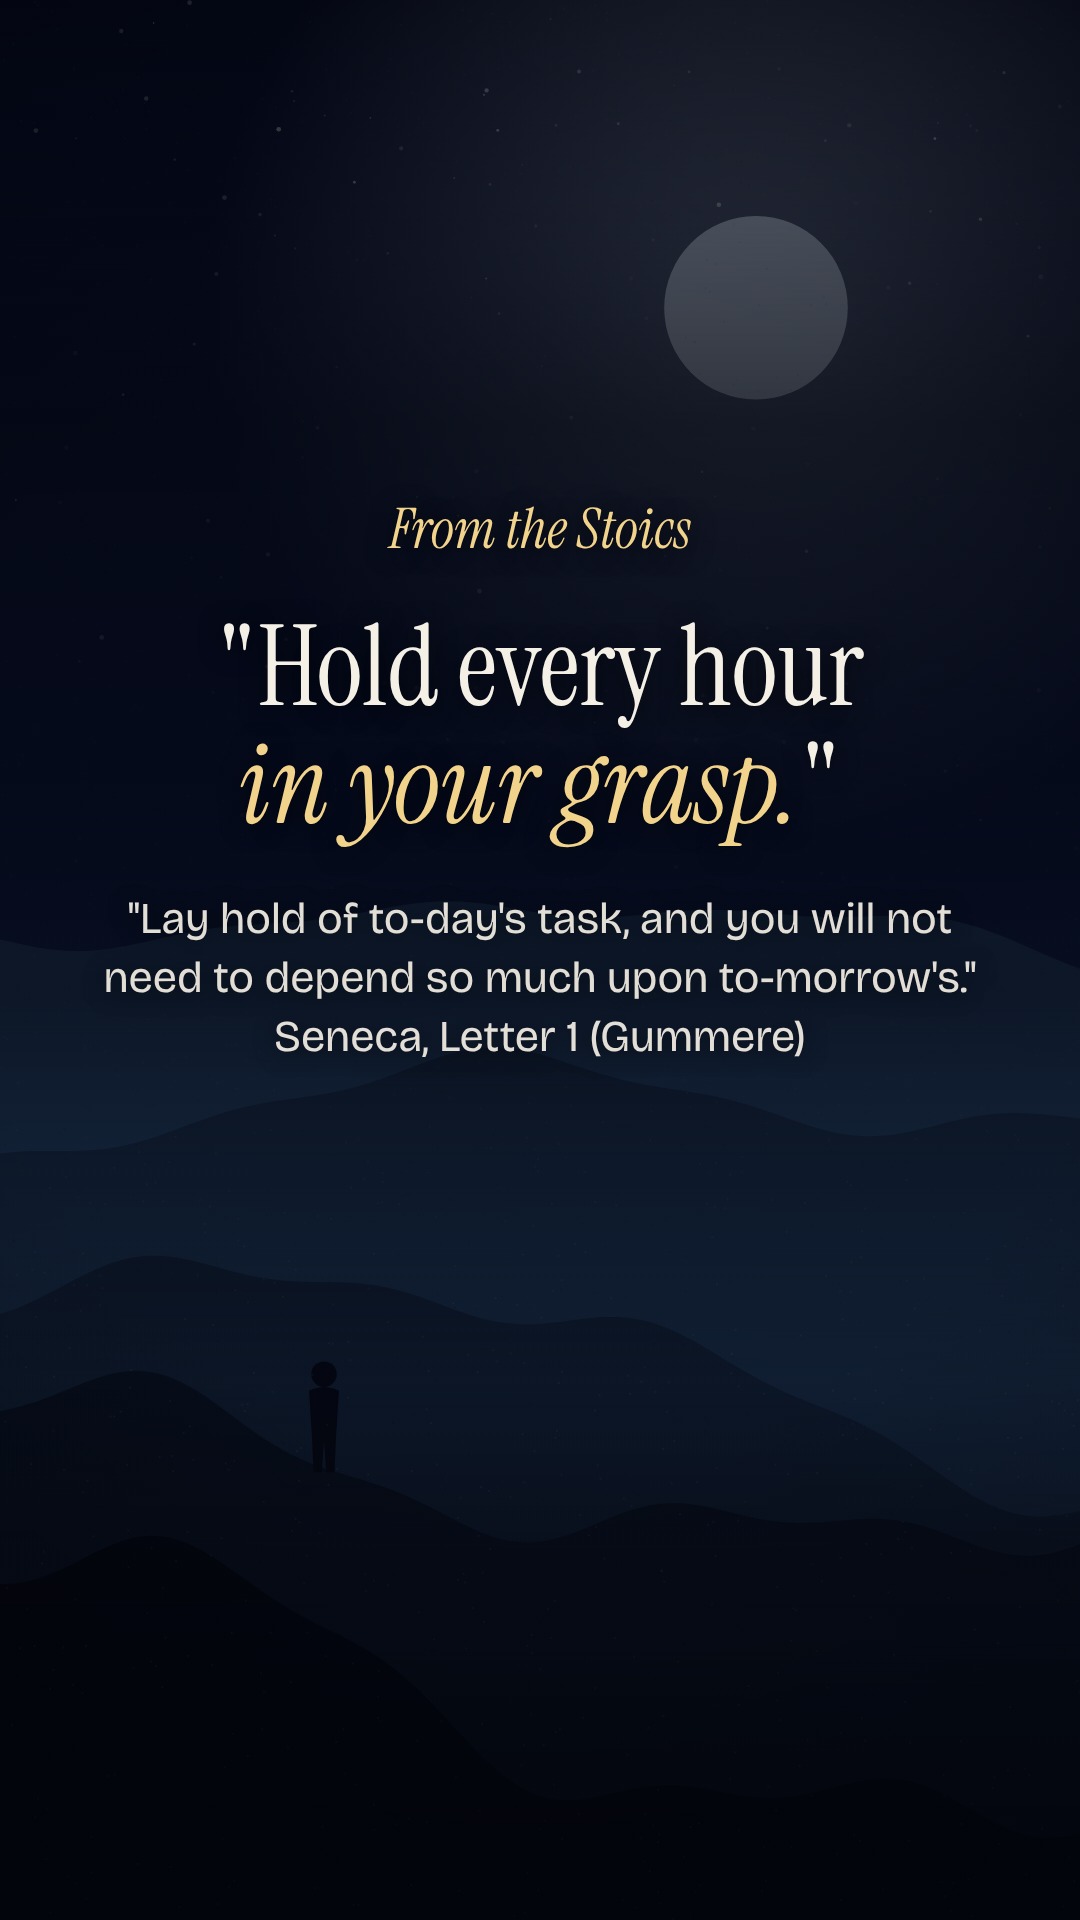 From the Stoics
"Hold every hour
in your grasp."
"Lay hold of to-day's task, and you will not
need to depend so much upon to-morrow's."
Seneca, Letter 1 (Gummere)